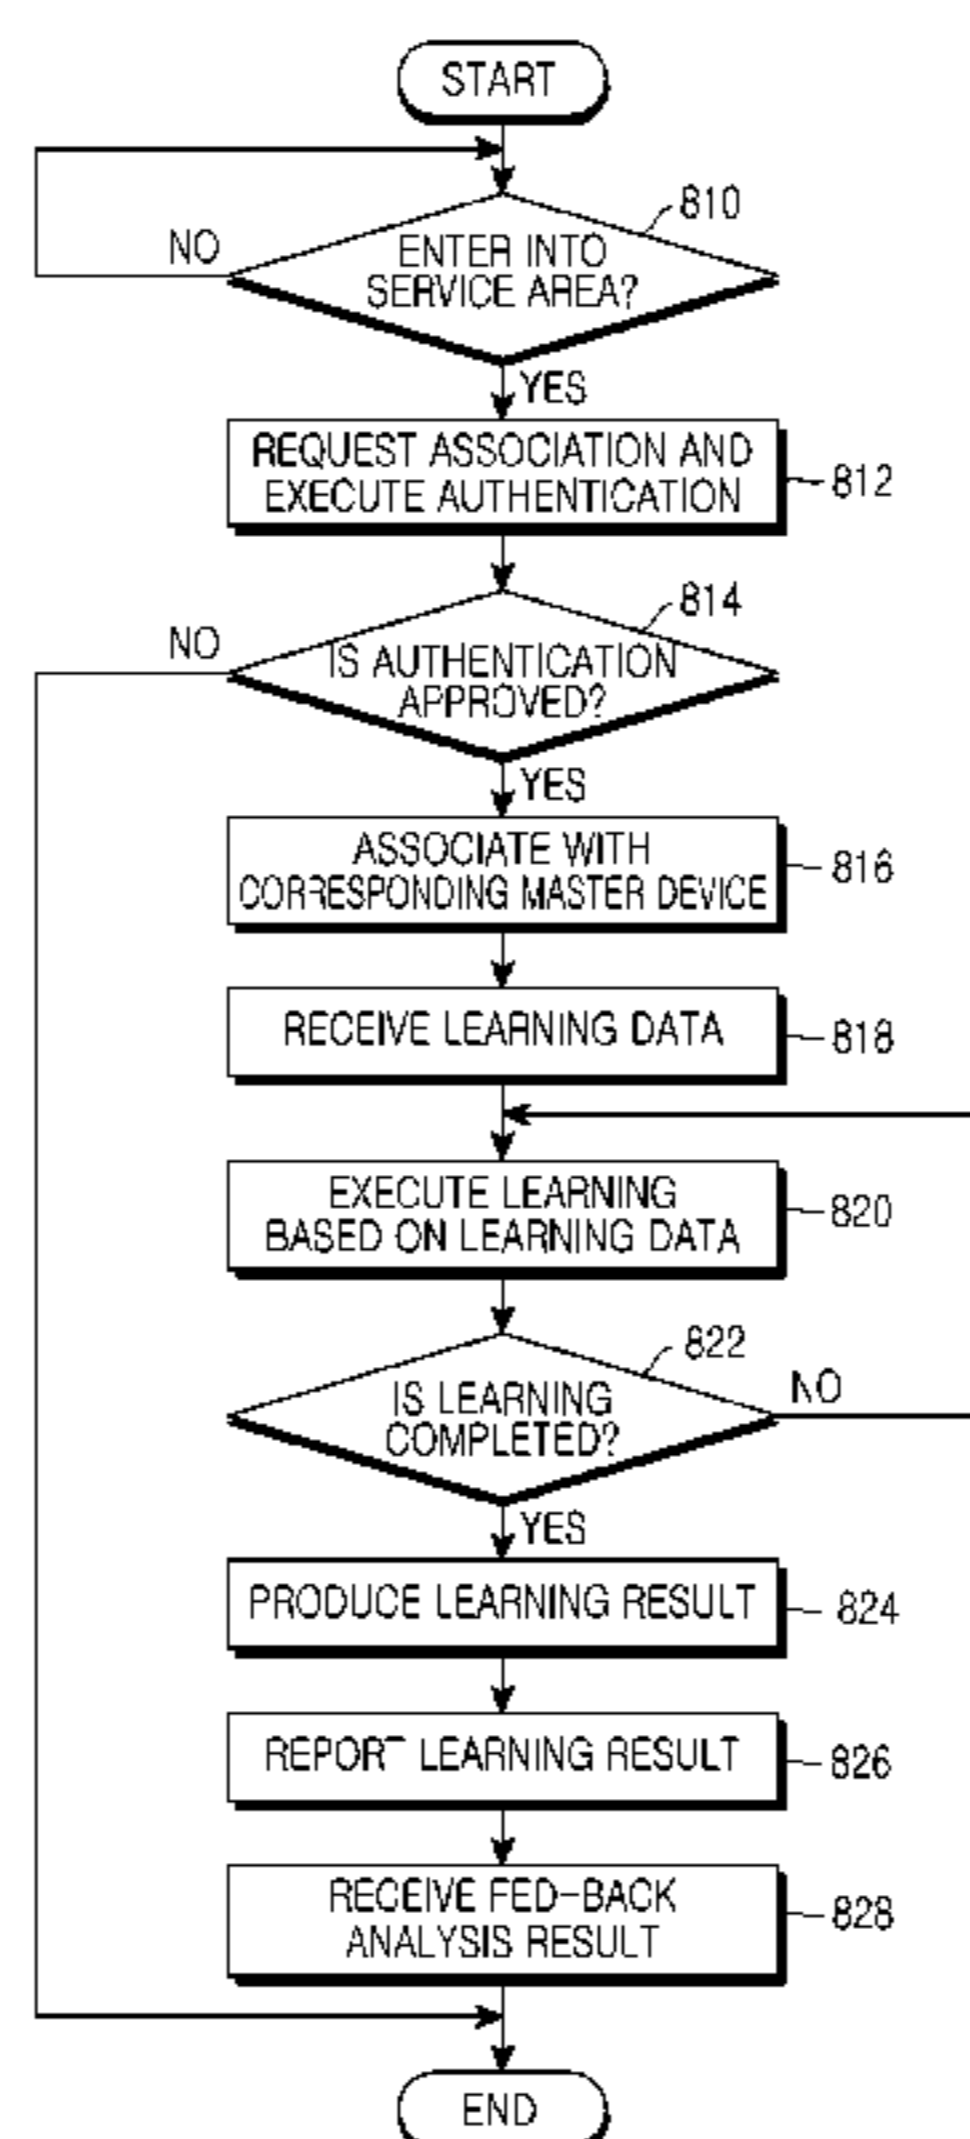 START
810
NO
ENTER INTO
SERVICE AREA?
YES
REQUEST ASSOCIATION AND
EXECUTE AUTHENTICATION
812
814
NO
IS AUTHENTICATION
APPROVED?
YES
ASSOCIATE WITH
CORRESPONDING MASTER DEVICE
816
RECEIVE LEARNING DATA
818
EXECUTE LEARNING
BASED ON LEARNING DATA
820
822
NO
IS LEARNING
COMPLETED?
YES
PRODUCE LEARNING RESULT
824
REPORT LEARNING RESULT
826
RECEIVE FED-BACK
ANALYSIS RESULT
828
END